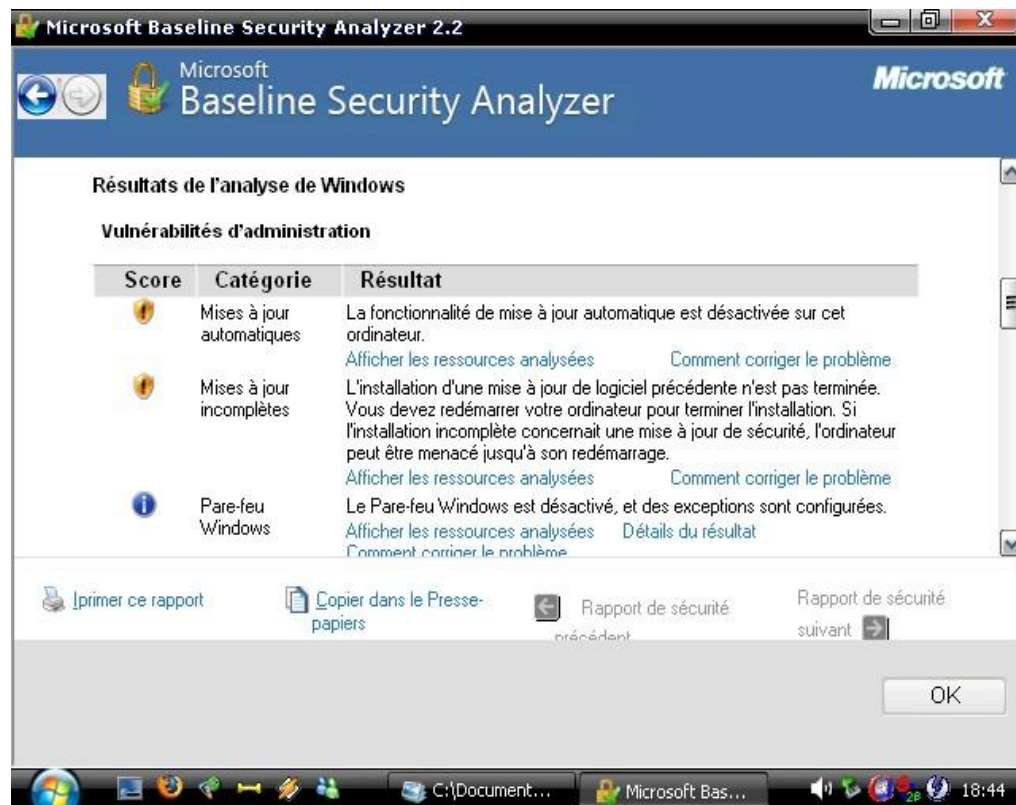 Microsoft Baseline Security Analyzer 2.2
Microsoft
Baseline Security Analyzer
Microsoft
Résultats de l'analyse de Windows
Vulnérabilités d'administration
Score Catégorie Résultat
Mises à jour automatiques
La fonctionnalité de mise à jour automatique est désactivée sur cet
ordinateur.
Afficher les ressources analysées Comment corriger le problème
Mises à jour incomplètes
L'installation d'une mise à jour de logiciel précédente n'est pas terminée.
Vous devez redémarrer votre ordinateur pour terminer l'installation. Si
l'installation incomplète concernait une mise à jour de sécurité, l'ordinateur
peut être menacé jusqu'à son redémarrage.
Afficher les ressources analysées Comment corriger le problème
Pare-feu Windows
Le Pare-feu Windows est désactivé, et des exceptions sont configurées.
Afficher les ressources analysées Détails du résultat
Comment corriger le problème
Iprimer ce rapport
Copier dans le Presse-
papiers
Rapport de sécurité
précédent
Rapport de sécurité
suivant
OK
C:\Document... Microsoft Bas... 28 18:44